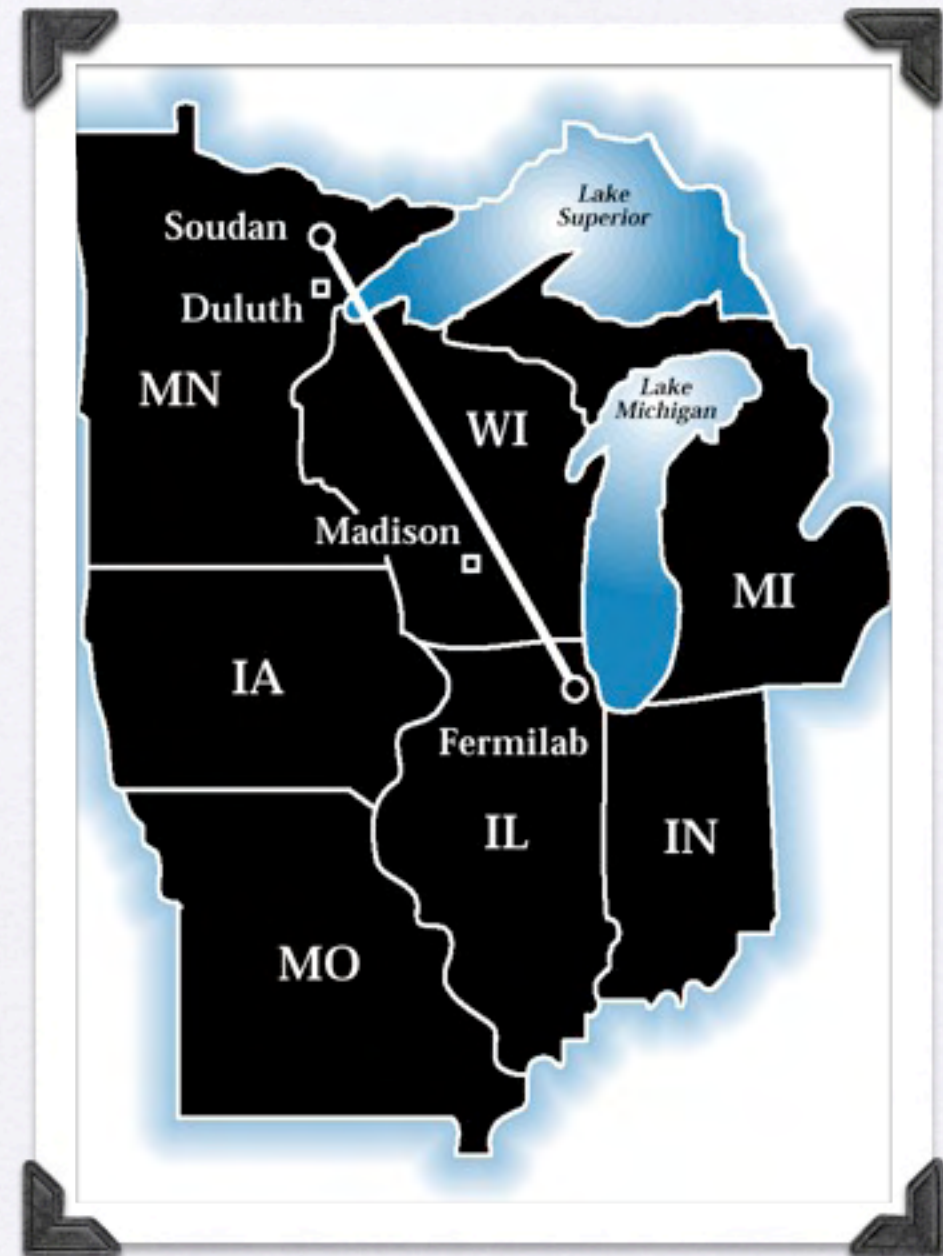 Lake
Superior
Soudan
Duluth
MN
Lake
Michigan
WI
Madison
MI
IA
Fermilab
IL
IN
MO